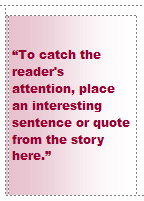 “To catch the
reader's
attention, place
an interesting
sentence or quote
from the story
here.”